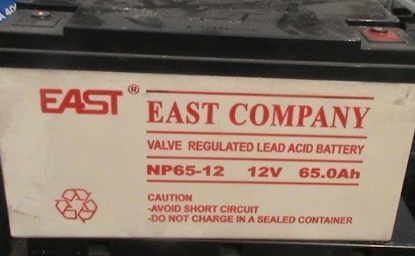 EAST® EAST COMPANY
VALVE REGULATED LEAD ACID BATTERY
NP65-12 12V 65.0Ah
CAUTION
-AVOID SHORT CIRCUIT
-DO NOT CHARGE IN A SEALED CONTAINER